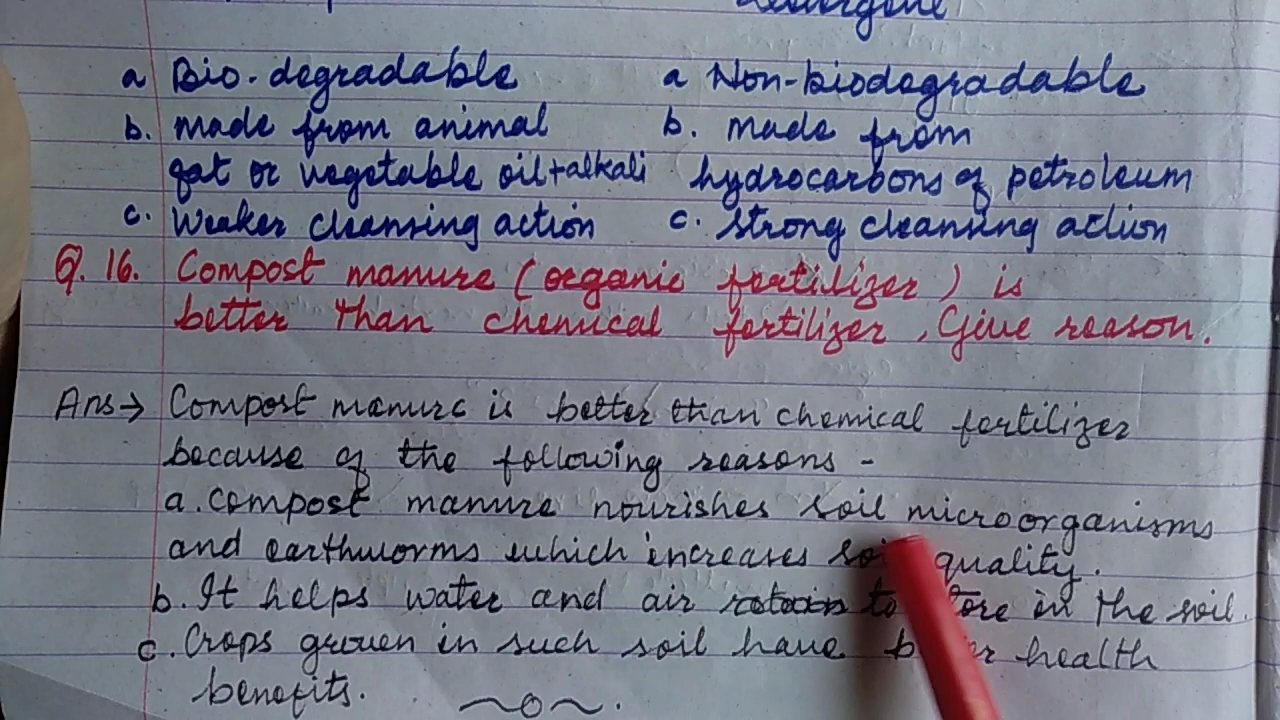 a Bio-degradable a Non-biodegradable
b. made from animal b. made from
fat or vegetable oil+alkali hydrocarbons of petroleum
c. Weaker cleansing action c. Strong cleansing action
Q. 16. Compost manure (organic fertilizer) is
better than chemical fertilizer, Give reason.
Ans→ Compost manure is better than chemical fertilizer
because of the following reasons -
a. Compost manure nourishes soil microorganisms
and earthworms which increases quality.
b. It helps water and air to in the soil.
c. Crops grown in such soil have health
benefits.